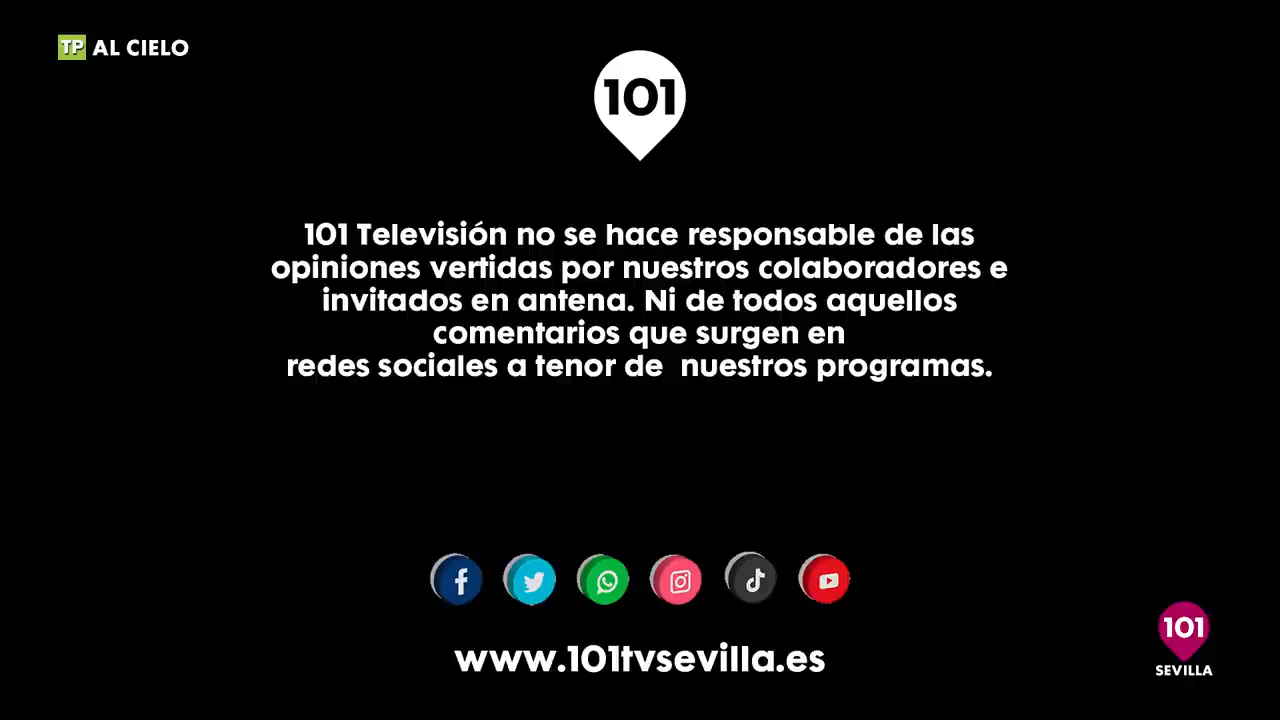 TP AL CIELO
101
101 Televisión no se hace responsable de las
opiniones vertidas por nuestros colaboradores e
invitados en antena. Ni de todos aquellos
comentarios que surgen en
redes sociales a tenor de  nuestros programas.
www.101tvsevilla.es
101
SEVILLA